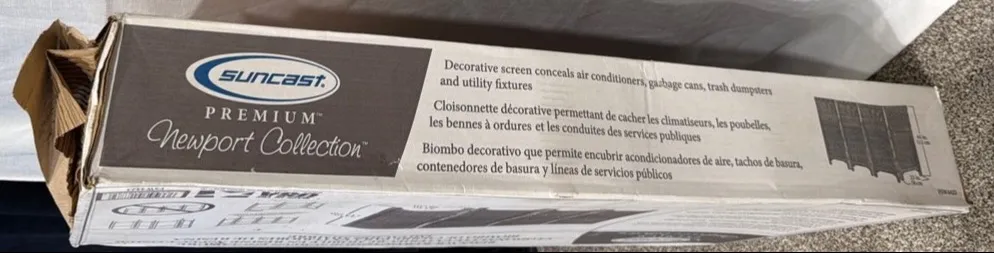 SUNCAST.
PREMIUM™
Newport Collection™
Decorative screen conceals air conditioners, garbage cans, trash dumpsters
and utility fixtures
Cloisonnette décorative permettant de cacher les climatiseurs, les poubelles,
les bennes à ordures et les conduites des services publiques
Biombo decorativo que permite encubrir acondicionadores de aire, tachos de basura,
contenedores de basura y líneas de servicios públicos